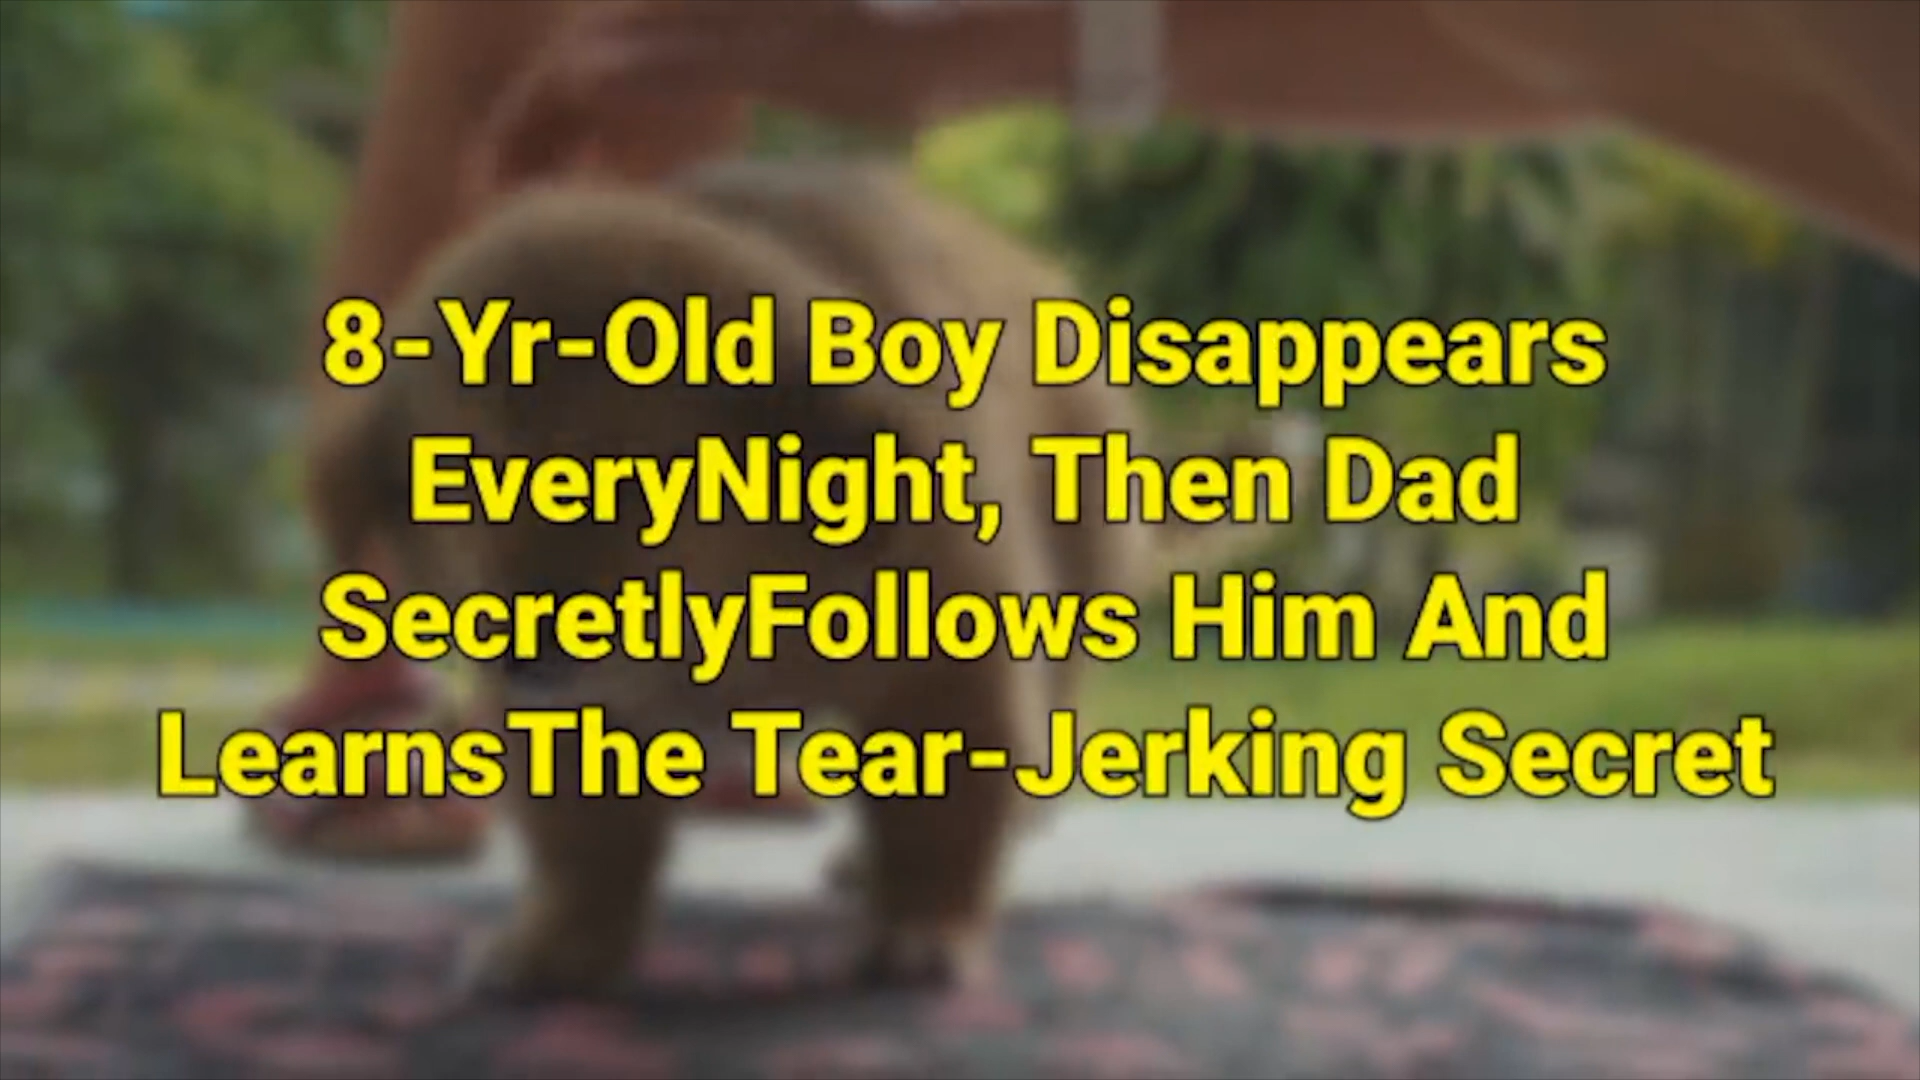 8-Yr-Old Boy Disappears
EveryNight, Then Dad
SecretlyFollows Him And
LearnsThe Tear-Jerking Secret